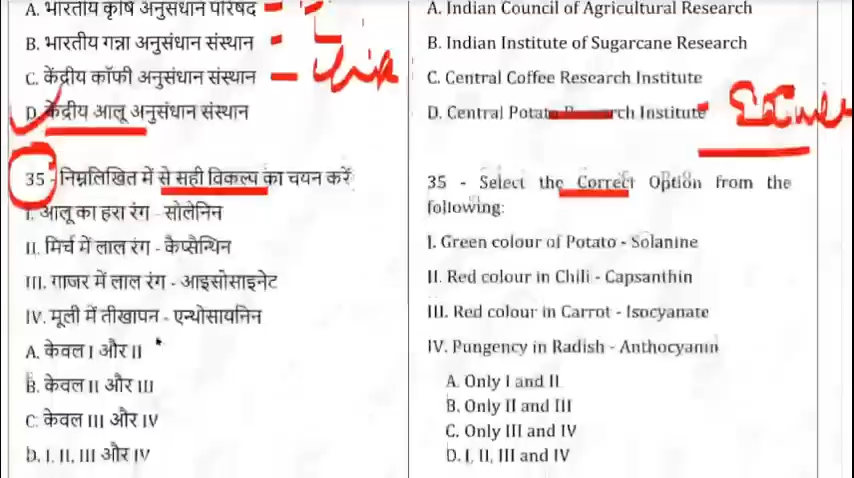 A. भारतीय कृषि अनुसंधान परिषद
B. भारतीय गन्ना अनुसंधान संस्थान
C. केंद्रीय कॉफी अनुसंधान संस्थान
D. केंद्रीय आलू अनुसंधान संस्थान
35 - निम्नलिखित में से सही विकल्प का चयन करें
I. आलू का हरा रंग - सोलेनिन
II. मिर्च में लाल रंग - कैप्सैन्थिन
III. गाजर में लाल रंग - आइसोसाइनेट
IV. मूली में तीखापन - एन्थोसायनिन
A. केवल I और II
B. केवल II और III
C. केवल III और IV
D. I, II, III और IV
A. Indian Council of Agricultural Research
B. Indian Institute of Sugarcane Research
C. Central Coffee Research Institute
D. Central Potato Research Institute
35 - Select the Correct Option from the
following:
I. Green colour of Potato - Solanine
II. Red colour in Chili - Capsanthin
III. Red colour in Carrot - Isocyanate
IV. Pungency in Radish - Anthocyanin
A. Only I and II
B. Only II and III
C. Only III and IV
D. I, II, III and IV